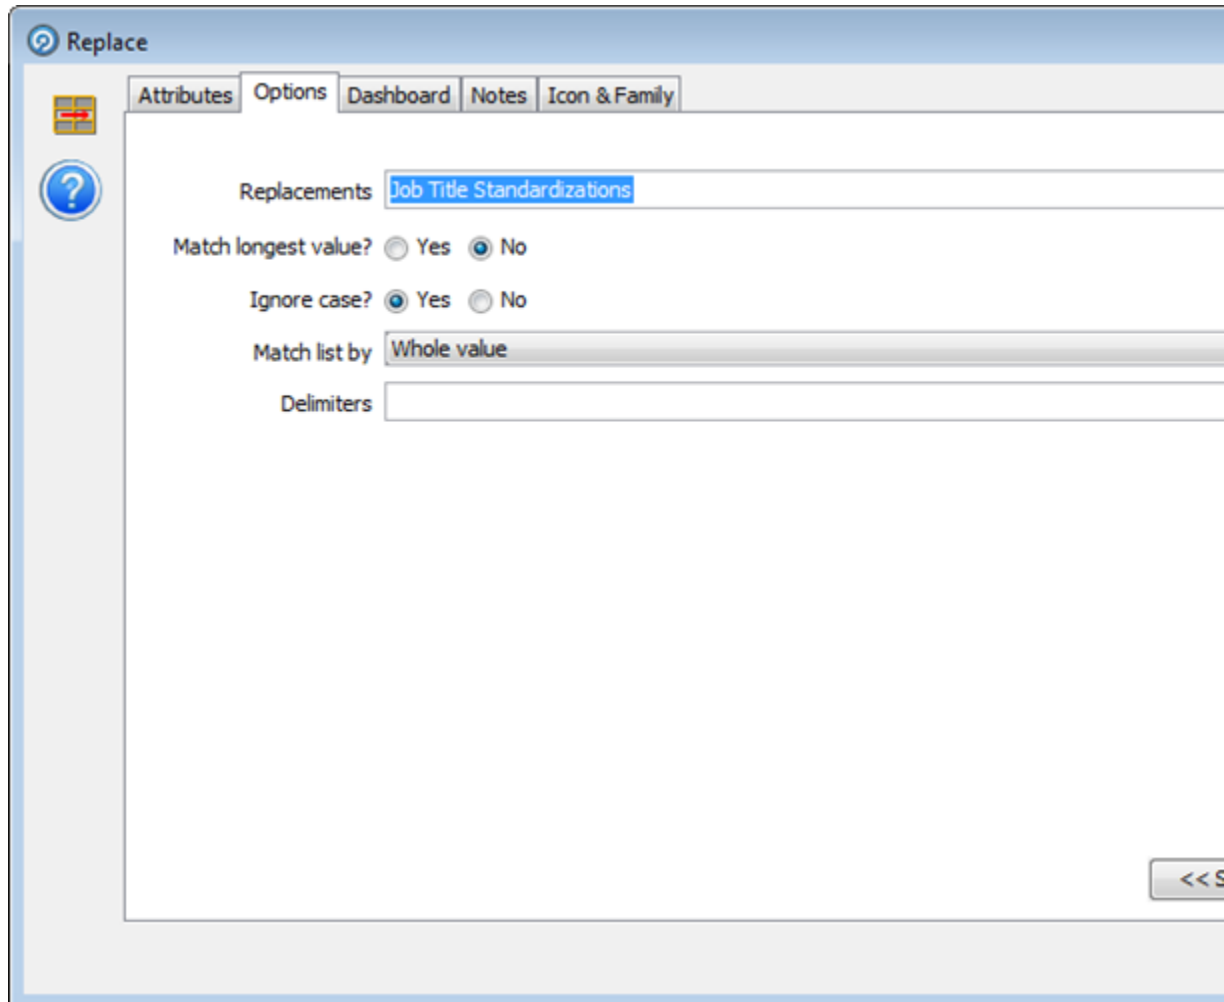 Replace
Attributes Options Dashboard Notes Icon & Family
?
Replacements Job Title Standardizations
Match longest value? Yes No
Ignore case? Yes No
Match list by Whole value
Delimiters
<< S